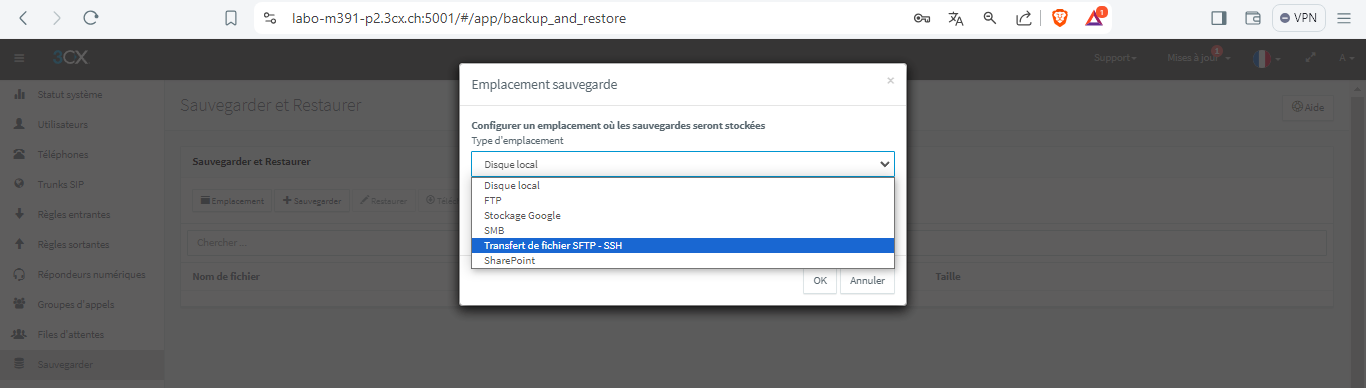 labo-m391-p2.3cx.ch:5001/#/app/backup_and_restore
1
VPN
3CX
Support
Mises à jour
1
A
Statut système
Utilisateurs
Téléphones
Trunks SIP
Règles entrantes
Règles sortantes
Répondeurs numériques
Groupes d'appels
Files d'attentes
Sauvegarder
Sauvegarder et Restaurer
Aide
Sauvegarder et Restaurer
Emplacement
Sauvegarder
Restaurer
Chercher ...
Nom de fichier
Taille
Emplacement sauvegarde
×
Configurer un emplacement où les sauvegardes seront stockées
Type d'emplacement
Disque local
Disque local
FTP
Stockage Google
SMB
Transfert de fichier SFTP - SSH
SharePoint
OK
Annuler